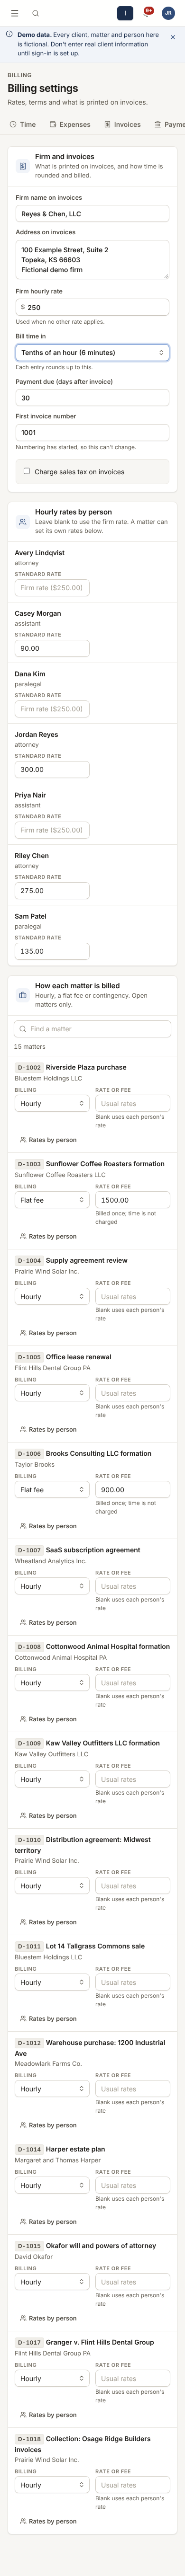 9+
JR
Demo data. Every client, matter and person here
is fictional. Don't enter real client information
until sign-in is set up.
BILLING
Billing settings
Rates, terms and what is printed on invoices.
Time
Expenses
Invoices
Payme
Firm and invoices
What is printed on invoices, and how time is
rounded and billed.
Firm name on invoices
Reyes & Chen, LLC
Address on invoices
100 Example Street, Suite 2
Topeka, KS 66603
Fictional demo firm
Firm hourly rate
$ 250
Used when no other rate applies.
Bill time in
Tenths of an hour (6 minutes)
Each entry rounds up to this.
Payment due (days after invoice)
30
First invoice number
1001
Numbering has started, so this can't change.
Charge sales tax on invoices
Hourly rates by person
Leave blank to use the firm rate. A matter can
set its own rates below.
Avery Lindqvist
attorney
STANDARD RATE
Firm rate ($250.00)
Casey Morgan
assistant
STANDARD RATE
90.00
Dana Kim
paralegal
STANDARD RATE
Firm rate ($250.00)
Jordan Reyes
attorney
STANDARD RATE
300.00
Priya Nair
assistant
STANDARD RATE
Firm rate ($250.00)
Riley Chen
attorney
STANDARD RATE
275.00
Sam Patel
paralegal
STANDARD RATE
135.00
How each matter is billed
Hourly, a flat fee or contingency. Open
matters only.
Find a matter
15 matters
D-1002 Riverside Plaza purchase
Bluestem Holdings LLC
BILLING RATE OR FEE
Hourly Usual rates
Blank uses each person's
rate
Rates by person
D-1003 Sunflower Coffee Roasters formation
Sunflower Coffee Roasters LLC
BILLING RATE OR FEE
Flat fee 1500.00
Billed once; time is not
charged
Rates by person
D-1004 Supply agreement review
Prairie Wind Solar Inc.
BILLING RATE OR FEE
Hourly Usual rates
Blank uses each person's
rate
Rates by person
D-1005 Office lease renewal
Flint Hills Dental Group PA
BILLING RATE OR FEE
Hourly Usual rates
Blank uses each person's
rate
Rates by person
D-1006 Brooks Consulting LLC formation
Taylor Brooks
BILLING RATE OR FEE
Flat fee 900.00
Billed once; time is not
charged
Rates by person
D-1007 SaaS subscription agreement
Wheatland Analytics Inc.
BILLING RATE OR FEE
Hourly Usual rates
Blank uses each person's
rate
Rates by person
D-1008 Cottonwood Animal Hospital formation
Cottonwood Animal Hospital PA
BILLING RATE OR FEE
Hourly Usual rates
Blank uses each person's
rate
Rates by person
D-1009 Kaw Valley Outfitters LLC formation
Kaw Valley Outfitters LLC
BILLING RATE OR FEE
Hourly Usual rates
Blank uses each person's
rate
Rates by person
D-1010 Distribution agreement: Midwest
territory
Prairie Wind Solar Inc.
BILLING RATE OR FEE
Hourly Usual rates
Blank uses each person's
rate
Rates by person
D-1011 Lot 14 Tallgrass Commons sale
Bluestem Holdings LLC
BILLING RATE OR FEE
Hourly Usual rates
Blank uses each person's
rate
Rates by person
D-1012 Warehouse purchase: 1200 Industrial
Ave
Meadowlark Farms Co.
BILLING RATE OR FEE
Hourly Usual rates
Blank uses each person's
rate
Rates by person
D-1014 Harper estate plan
Margaret and Thomas Harper
BILLING RATE OR FEE
Hourly Usual rates
Blank uses each person's
rate
Rates by person
D-1015 Okafor will and powers of attorney
David Okafor
BILLING RATE OR FEE
Hourly Usual rates
Blank uses each person's
rate
Rates by person
D-1017 Granger v. Flint Hills Dental Group
Flint Hills Dental Group PA
BILLING RATE OR FEE
Hourly Usual rates
Blank uses each person's
rate
Rates by person
D-1018 Collection: Osage Ridge Builders
invoices
Prairie Wind Solar Inc.
BILLING RATE OR FEE
Hourly Usual rates
Blank uses each person's
rate
Rates by person